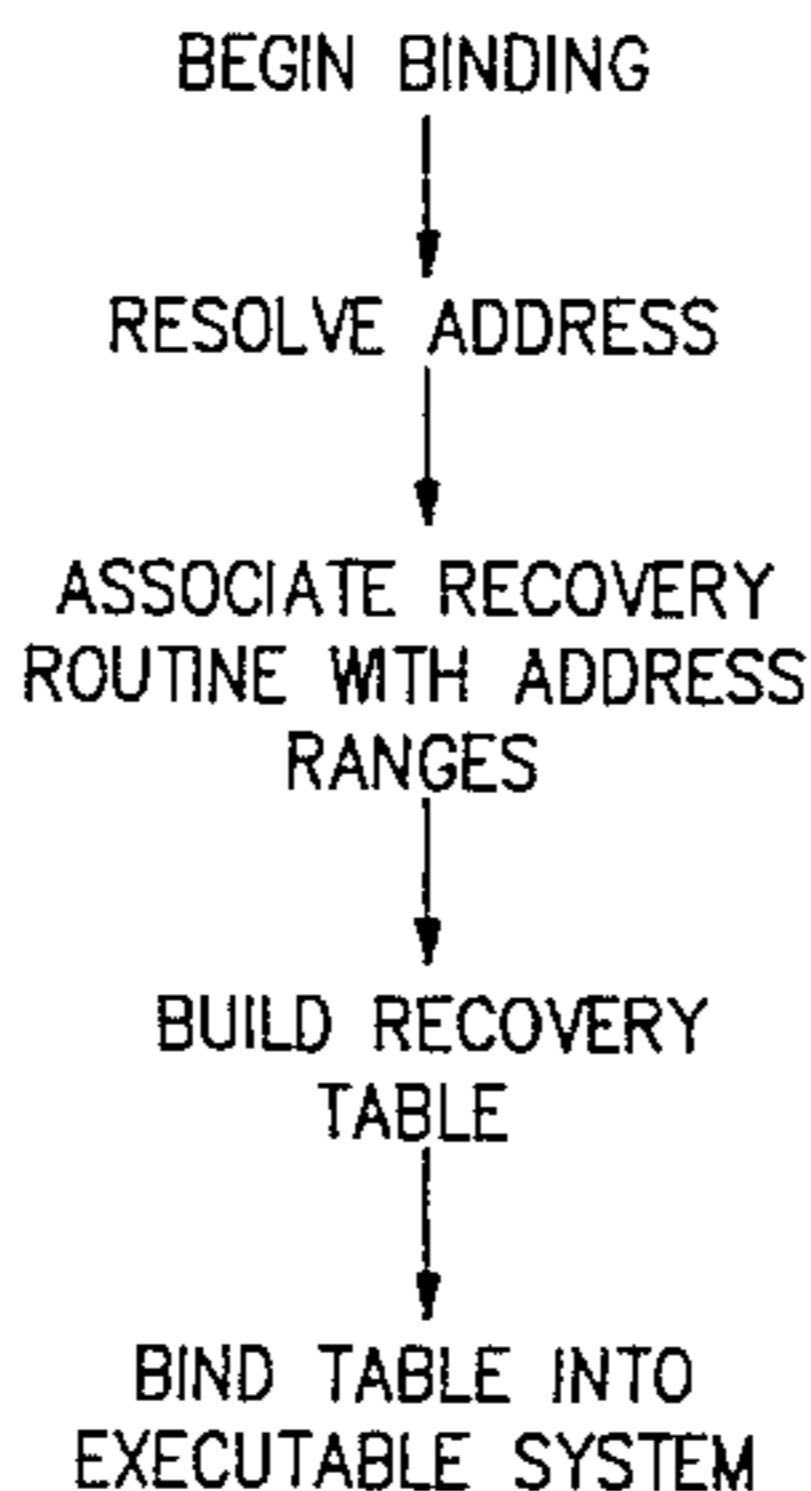 BEGIN BINDING
RESOLVE ADDRESS
ASSOCIATE RECOVERY
ROUTINE WITH ADDRESS
RANGES
BUILD RECOVERY
TABLE
BIND TABLE INTO
EXECUTABLE SYSTEM